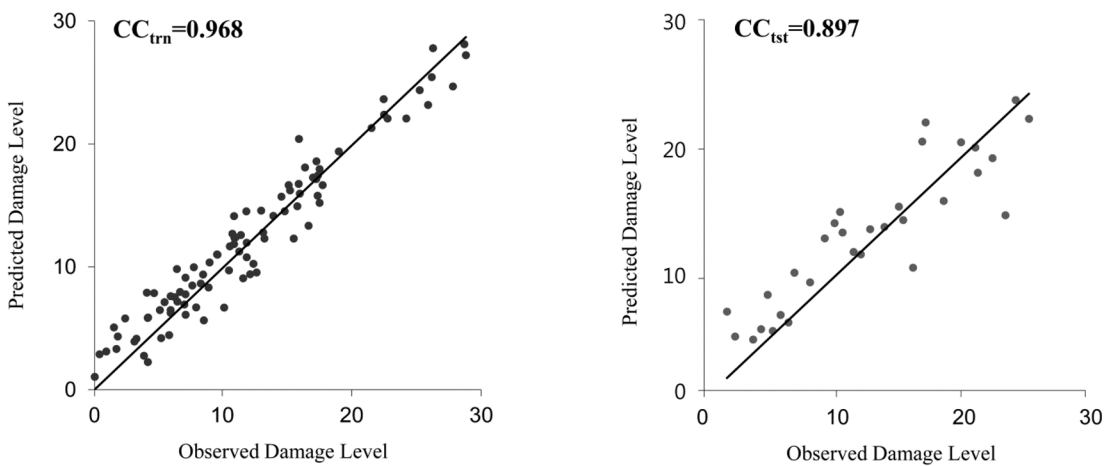 CCtrn=0.968
30
20
10
0
0 10 20 30
Predicted Damage Level
Observed Damage Level
CCtst=0.897
30
20
10
0
0 10 20 30
Predicted Damage Level
Observed Damage Level